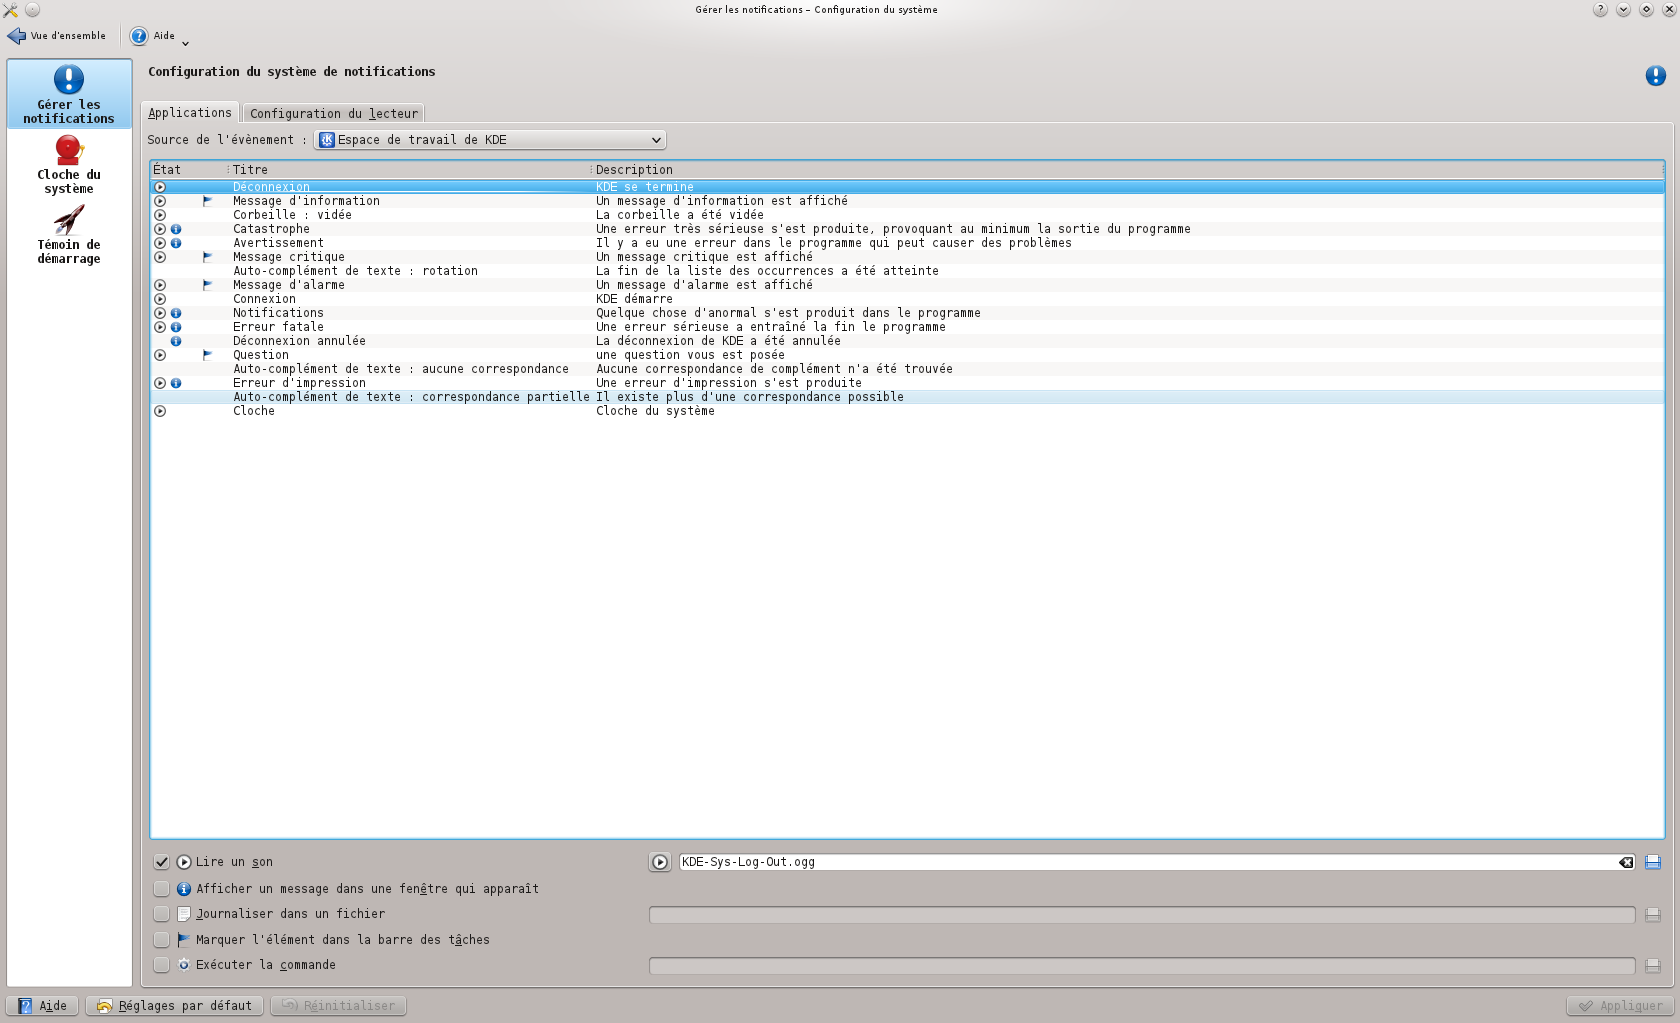 Gérer les notifications – Configuration du système
Vue d'ensemble
Aide
Gérer les
notifications
Cloche du
système
Témoin de
démarrage
Configuration du système de notifications
Applications
Configuration du lecteur
Source de l'évènement :
Espace de travail de KDE
État Titre Description
Déconnexion KDE se termine
Message d'information Un message d'information est affiché
Corbeille : vidée La corbeille a été vidée
Catastrophe Une erreur très sérieuse s'est produite, provoquant au minimum la sortie du programme
Avertissement Il y a eu une erreur dans le programme qui peut causer des problèmes
Message critique Un message critique est affiché
Auto-complément de texte : rotation La fin de la liste des occurrences a été atteinte
Message d'alarme Un message d'alarme est affiché
Connexion KDE démarre
Notifications Quelque chose d'anormal s'est produit dans le programme
Erreur fatale Une erreur sérieuse a entraîné la fin le programme
Déconnexion annulée La déconnexion de KDE a été annulée
Question une question vous est posée
Auto-complément de texte : aucune correspondance Aucune correspondance de complément n'a été trouvée
Erreur d'impression Une erreur d'impression s'est produite
Auto-complément de texte : correspondance partielle Il existe plus d'une correspondance possible
Cloche Cloche du système
Lire un son KDE-Sys-Log-Out.ogg
Afficher un message dans une fenêtre qui apparaît
Journaliser dans un fichier
Marquer l'élément dans la barre des tâches
Exécuter la commande
Aide Réglages par défaut Réinitialiser Appliquer